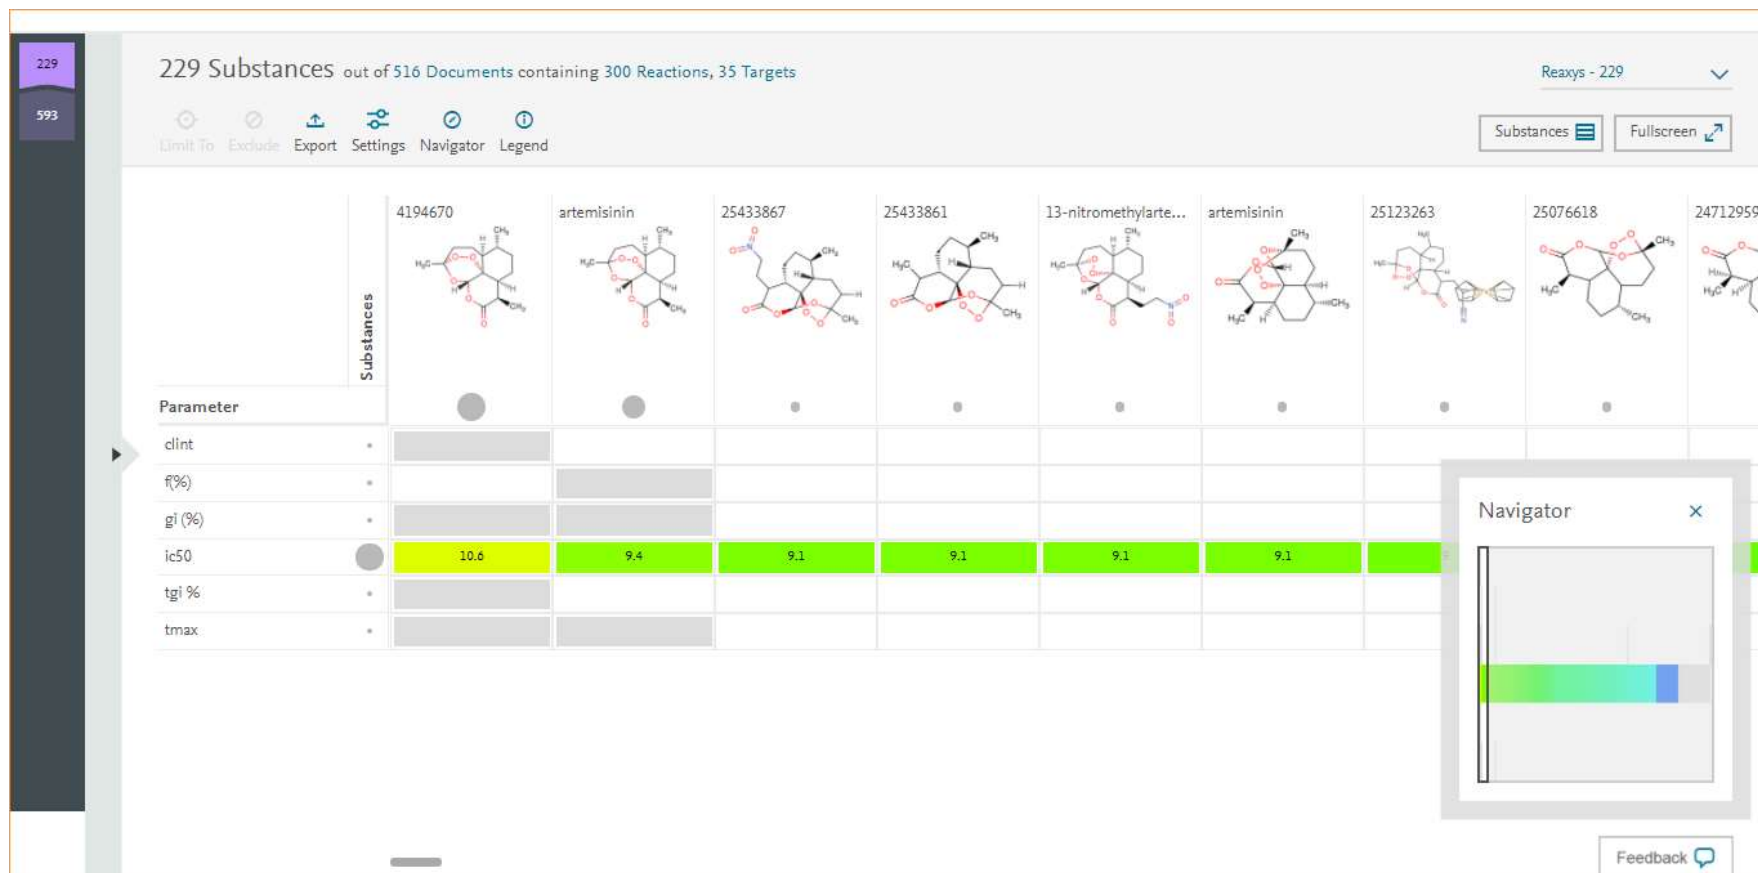 229
593
229 Substances out of 516 Documents containing 300 Reactions, 35 Targets
Reaxys - 229
Limit To Exclude Export Settings Navigator Legend
Substances Fullscreen
Substances
4194670 artemisinin 25433867 25433861 13-nitromethylarte... artemisinin 25123263 25076618 24712959
Parameter
clint
f(%)
gi (%)
ic50 10.6 9.4 9.1 9.1 9.1 9.1
tgi %
tmax
Navigator
Feedback